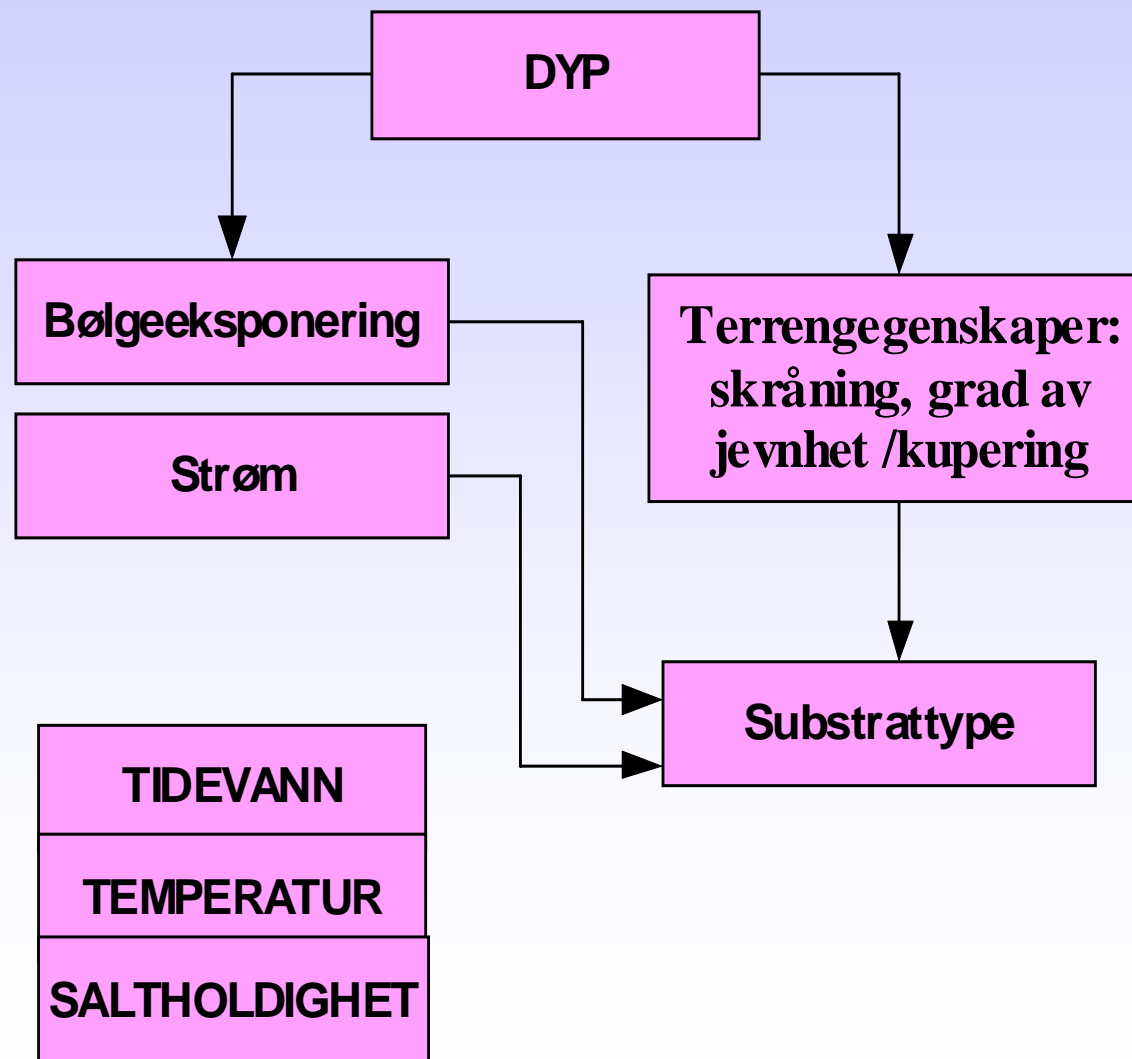 DYP
Bølgeeksponering
Strøm
Terrengegenskaper:
skråning, grad av
jevnhet /kupering
Substrattype
TIDEVANN
TEMPERATUR
SALTHOLDIGHET